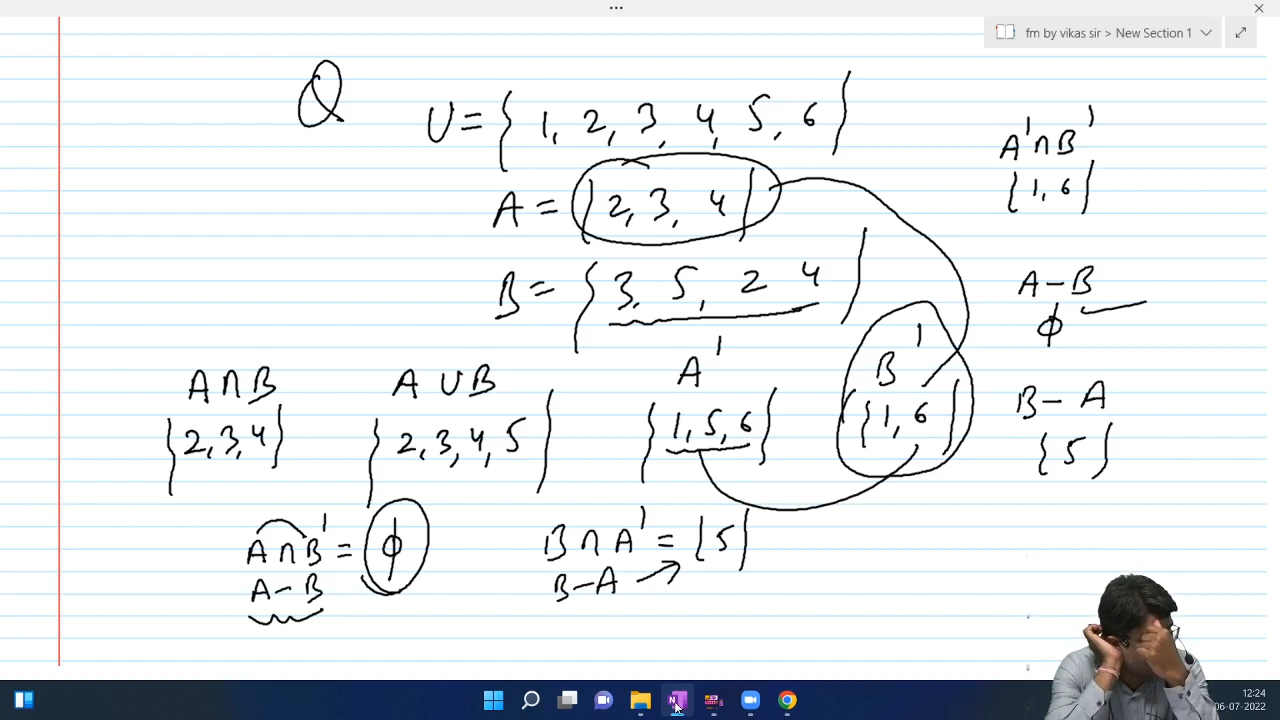 fm by vikas sir > New Section 1
Q
U = { 1, 2, 3, 4, 5, 6 }
A = { 2, 3, 4 }
B = { 3, 5, 2 4 }
A' ∩ B'
{ 1, 6 }
A - B
ϕ
B - A
{ 5 }
A ∩ B
{ 2, 3, 4 }
A ∪ B
{ 2, 3, 4, 5 }
A'
{ 1, 5, 6 }
B'
{ 1, 6 }
A ∩ B' = ϕ
A - B
B ∩ A' = { 5 }
B - A →
12:24
06-07-2022